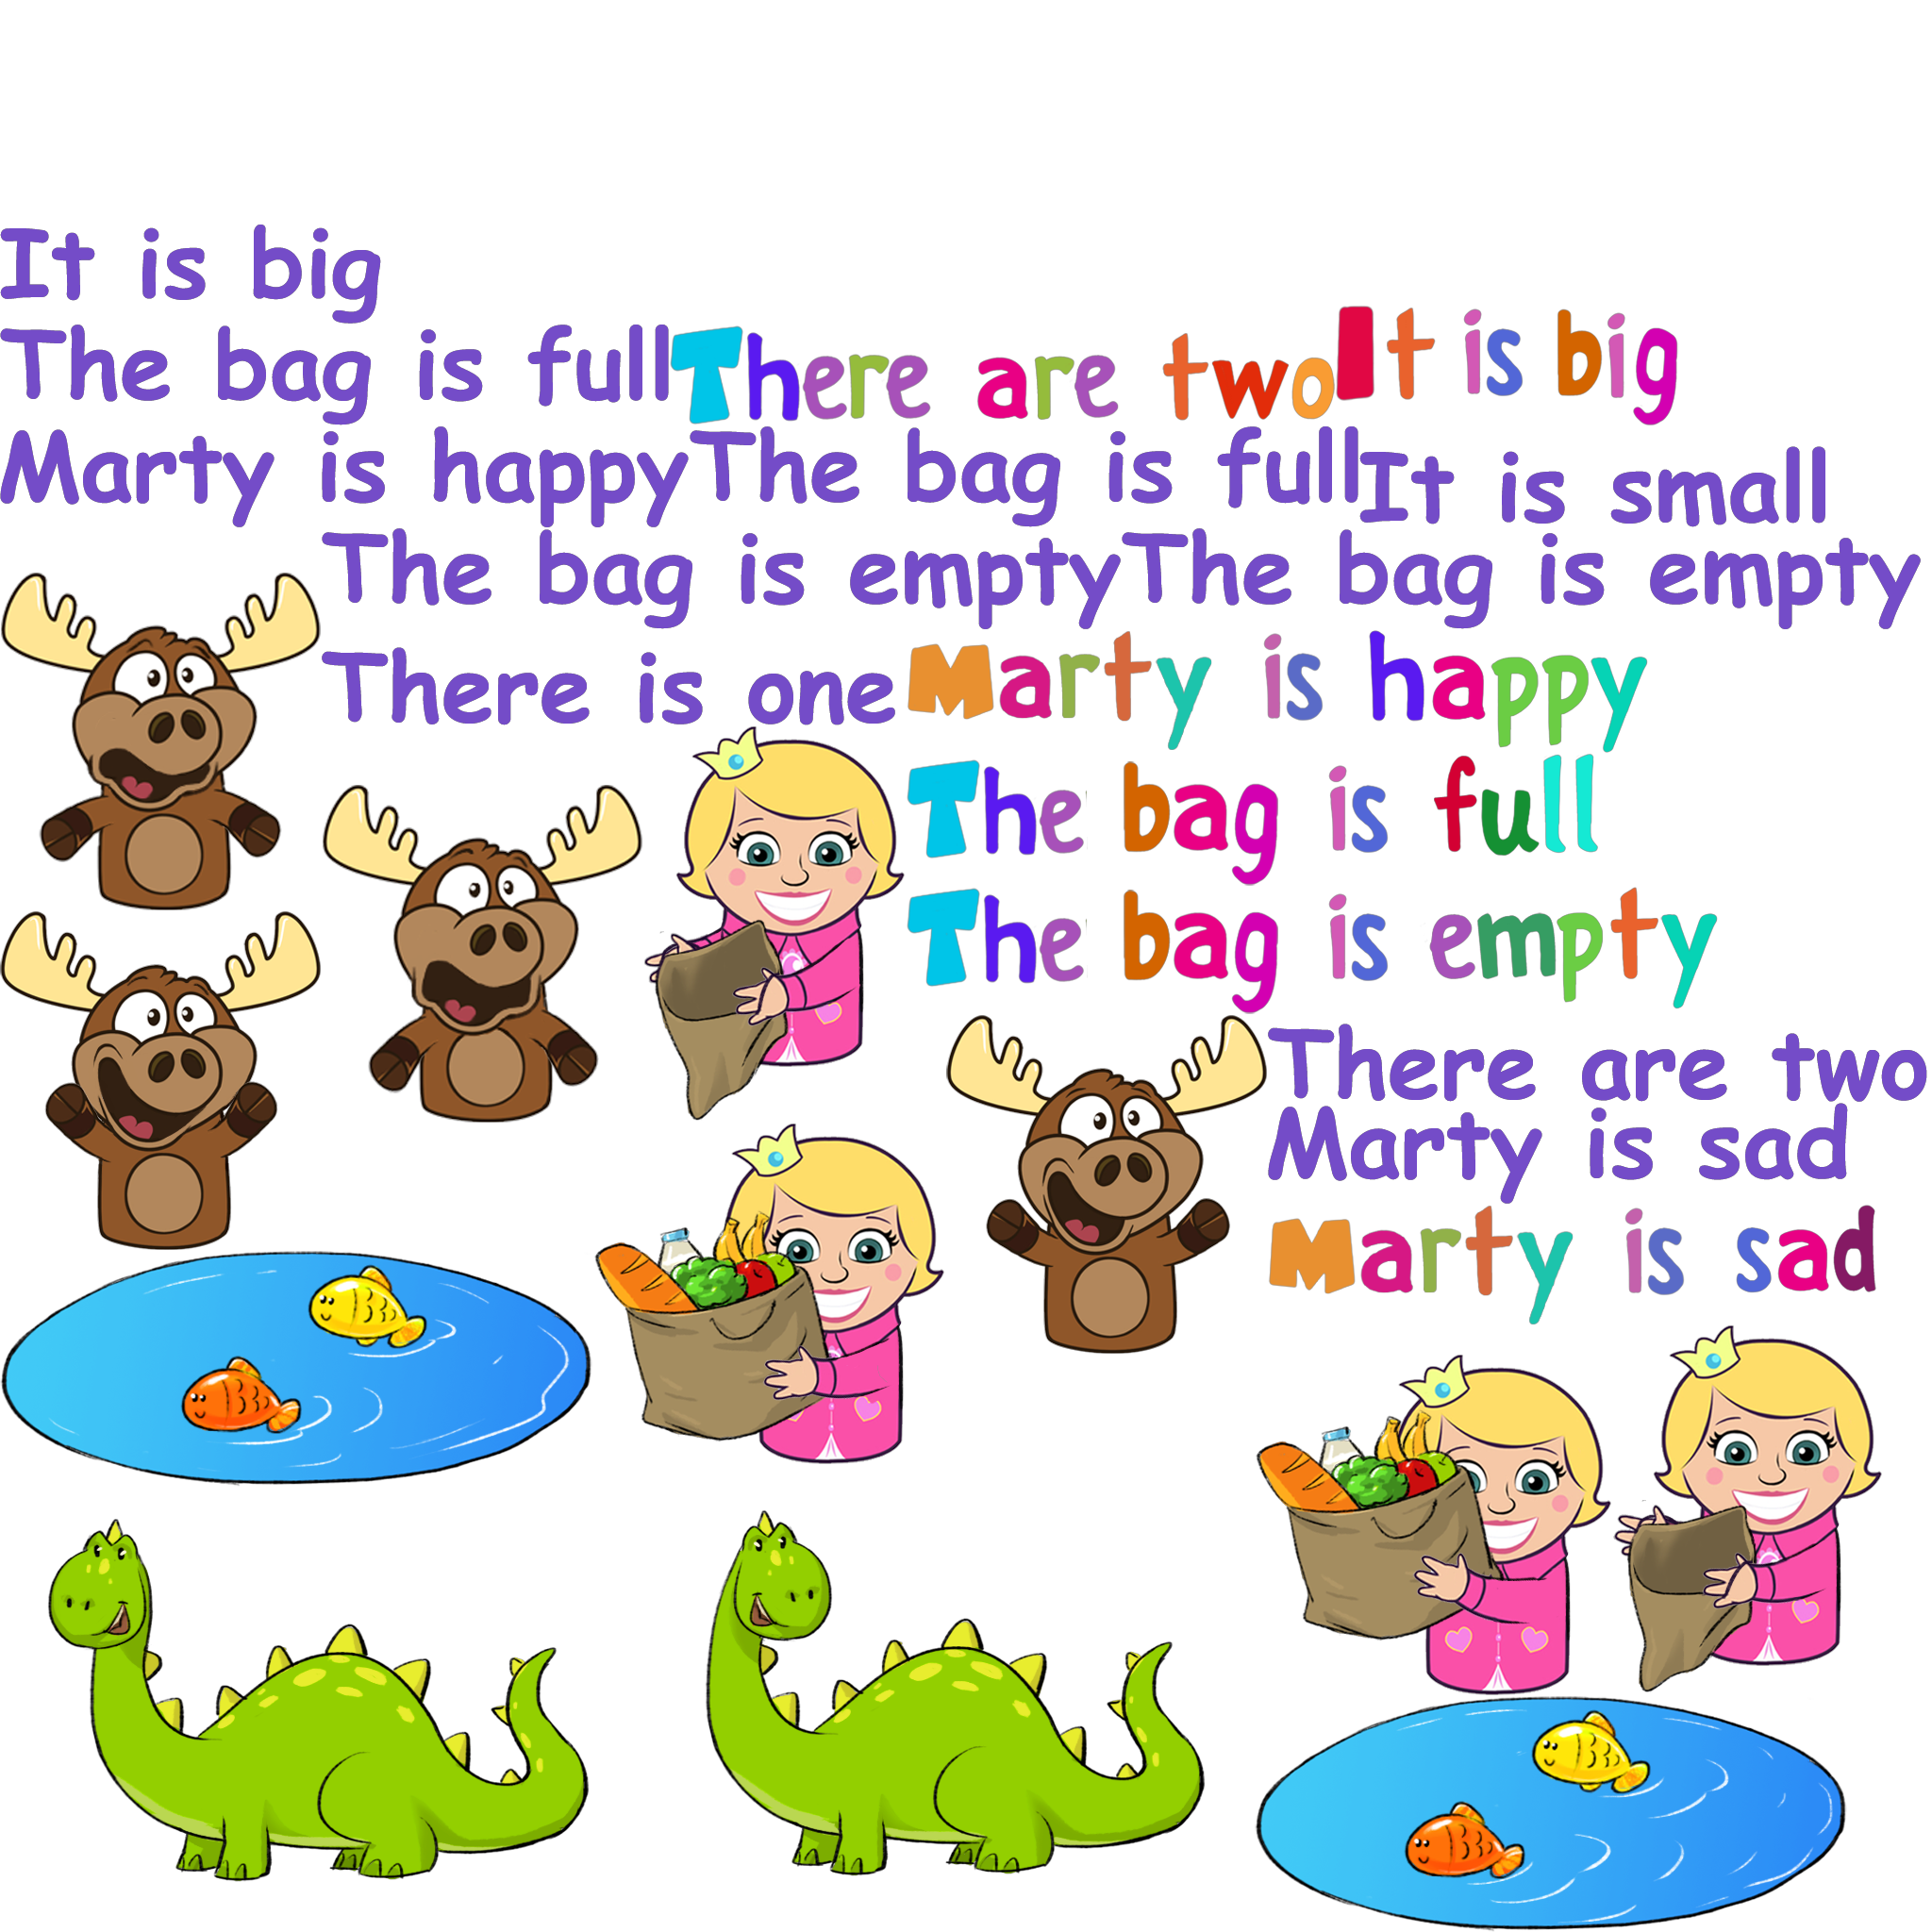 It is big
The bag is full There are two It is big
Marty is happy The bag is full It is small
The bag is empty The bag is empty
There is one Marty is happy
The bag is full
The bag is empty
There are two
Marty is sad
Marty is sad